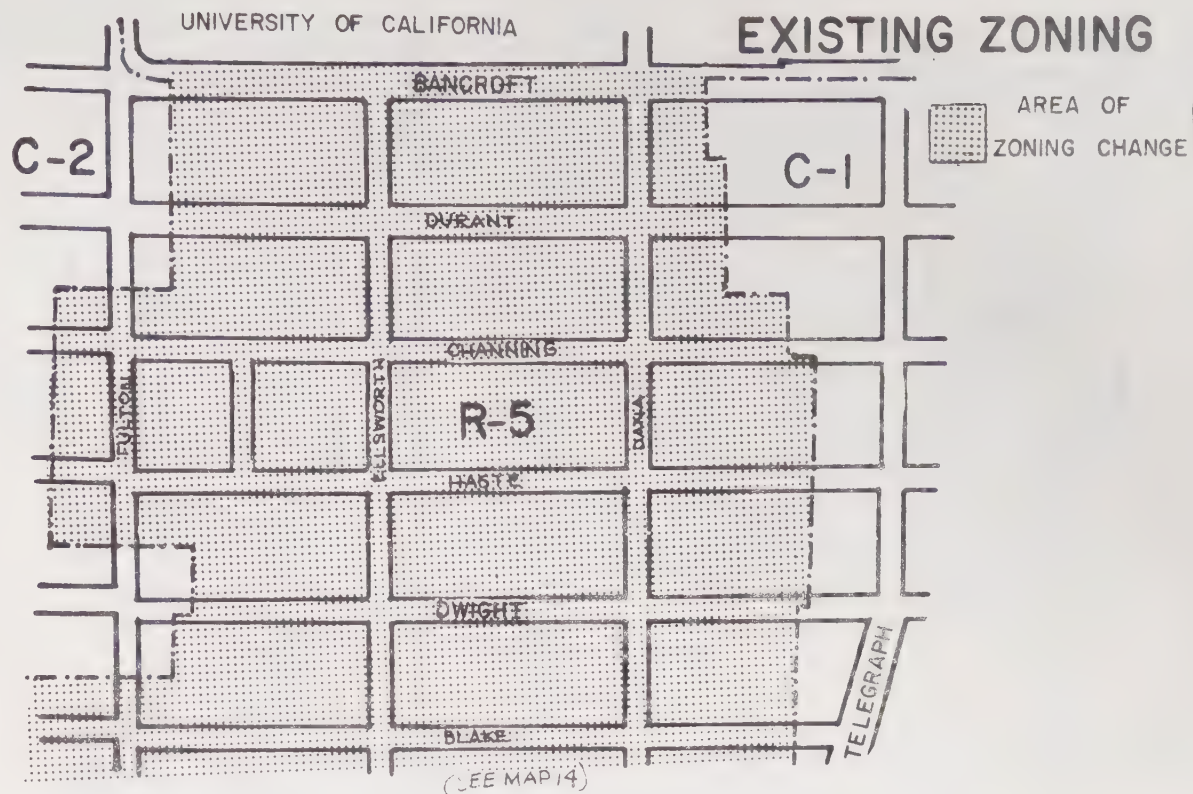 UNIVERSITY OF CALIFORNIA
EXISTING ZONING
BANCROFT
AREA OF
ZONING CHANGE
C-2
C-1
DURANT
CHANNING
FULTON
ELLSWORTH
R-5
DANA
HASTE
DWIGHT
TELEGRAPH
BLAKE
(SEE MAP 14)